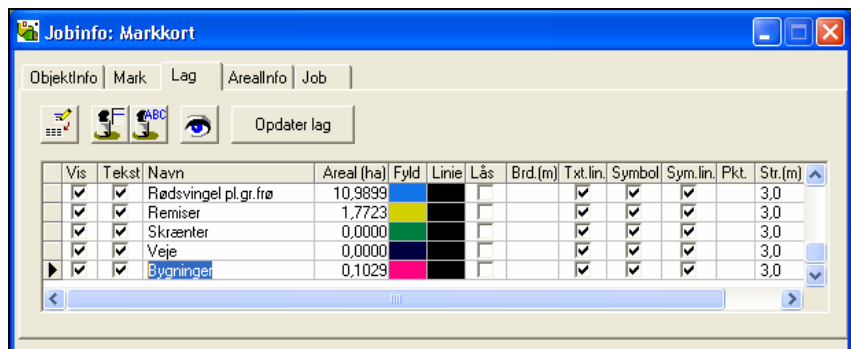 Jobinfo: Markkort
ObjektInfo Mark Lag ArealInfo Job
ABC Opdater lag
Vis Tekst Navn Areal (ha) Fyld Linie Lås Brd.(m) Txt.lin. Symbol Sym.lin. Pkt. Str.(m)
Rødsvingel pl.gr.frø 10,9899 3,0
Remiser 1,7723 3,0
Skrænter 0,0000 3,0
Veje 0,0000 3,0
Bygninger 0,1029 3,0